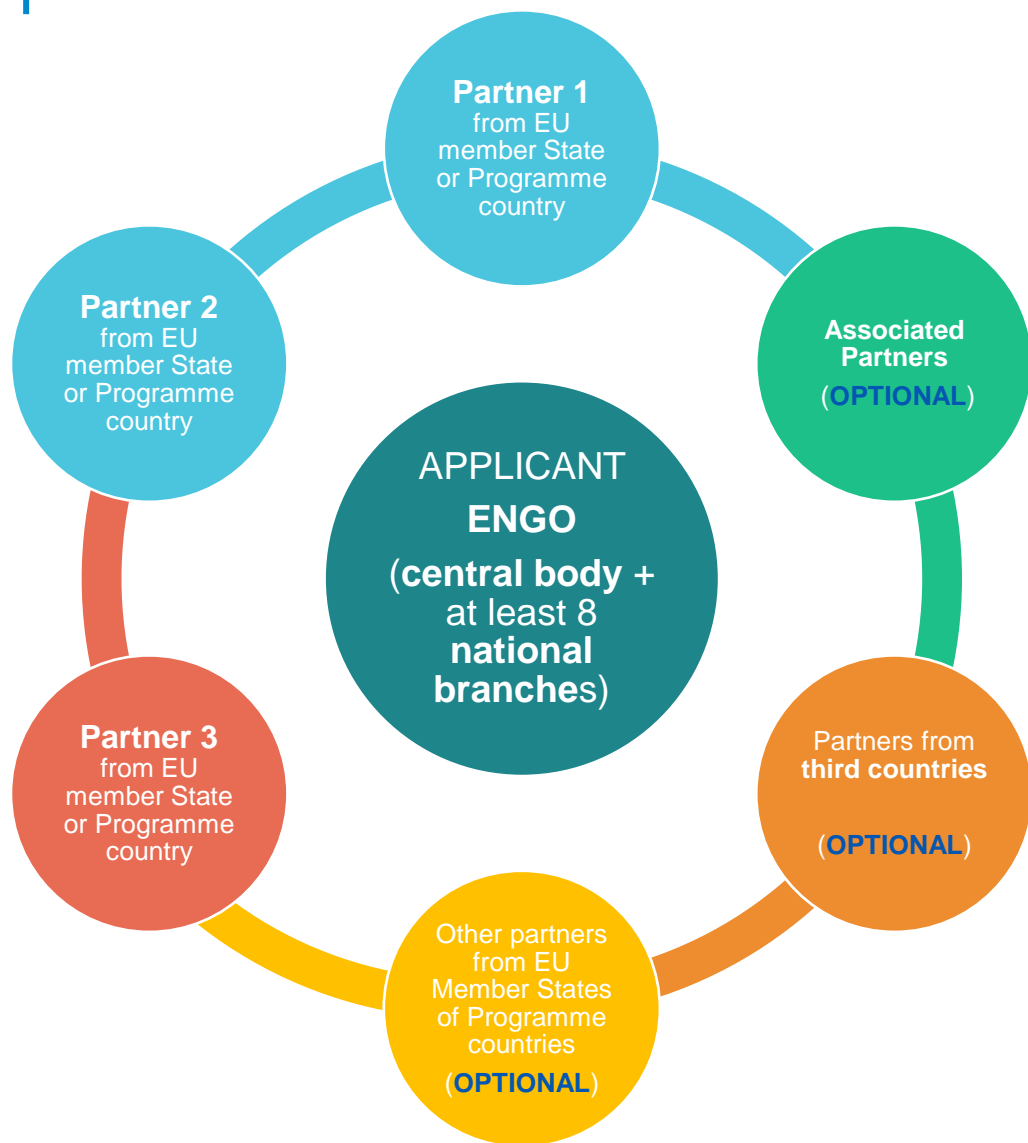 Partner 1
from EU
member State
or Programme
country
Partner 2
from EU
member State
or Programme
country
Associated
Partners
(OPTIONAL)
APPLICANT
ENGO
(central body +
at least 8
national
branches)
Partner 3
from EU
member State
or Programme
country
Partners from
third countries
(OPTIONAL)
Other partners
from EU
Member States
of Programme
countries
(OPTIONAL)